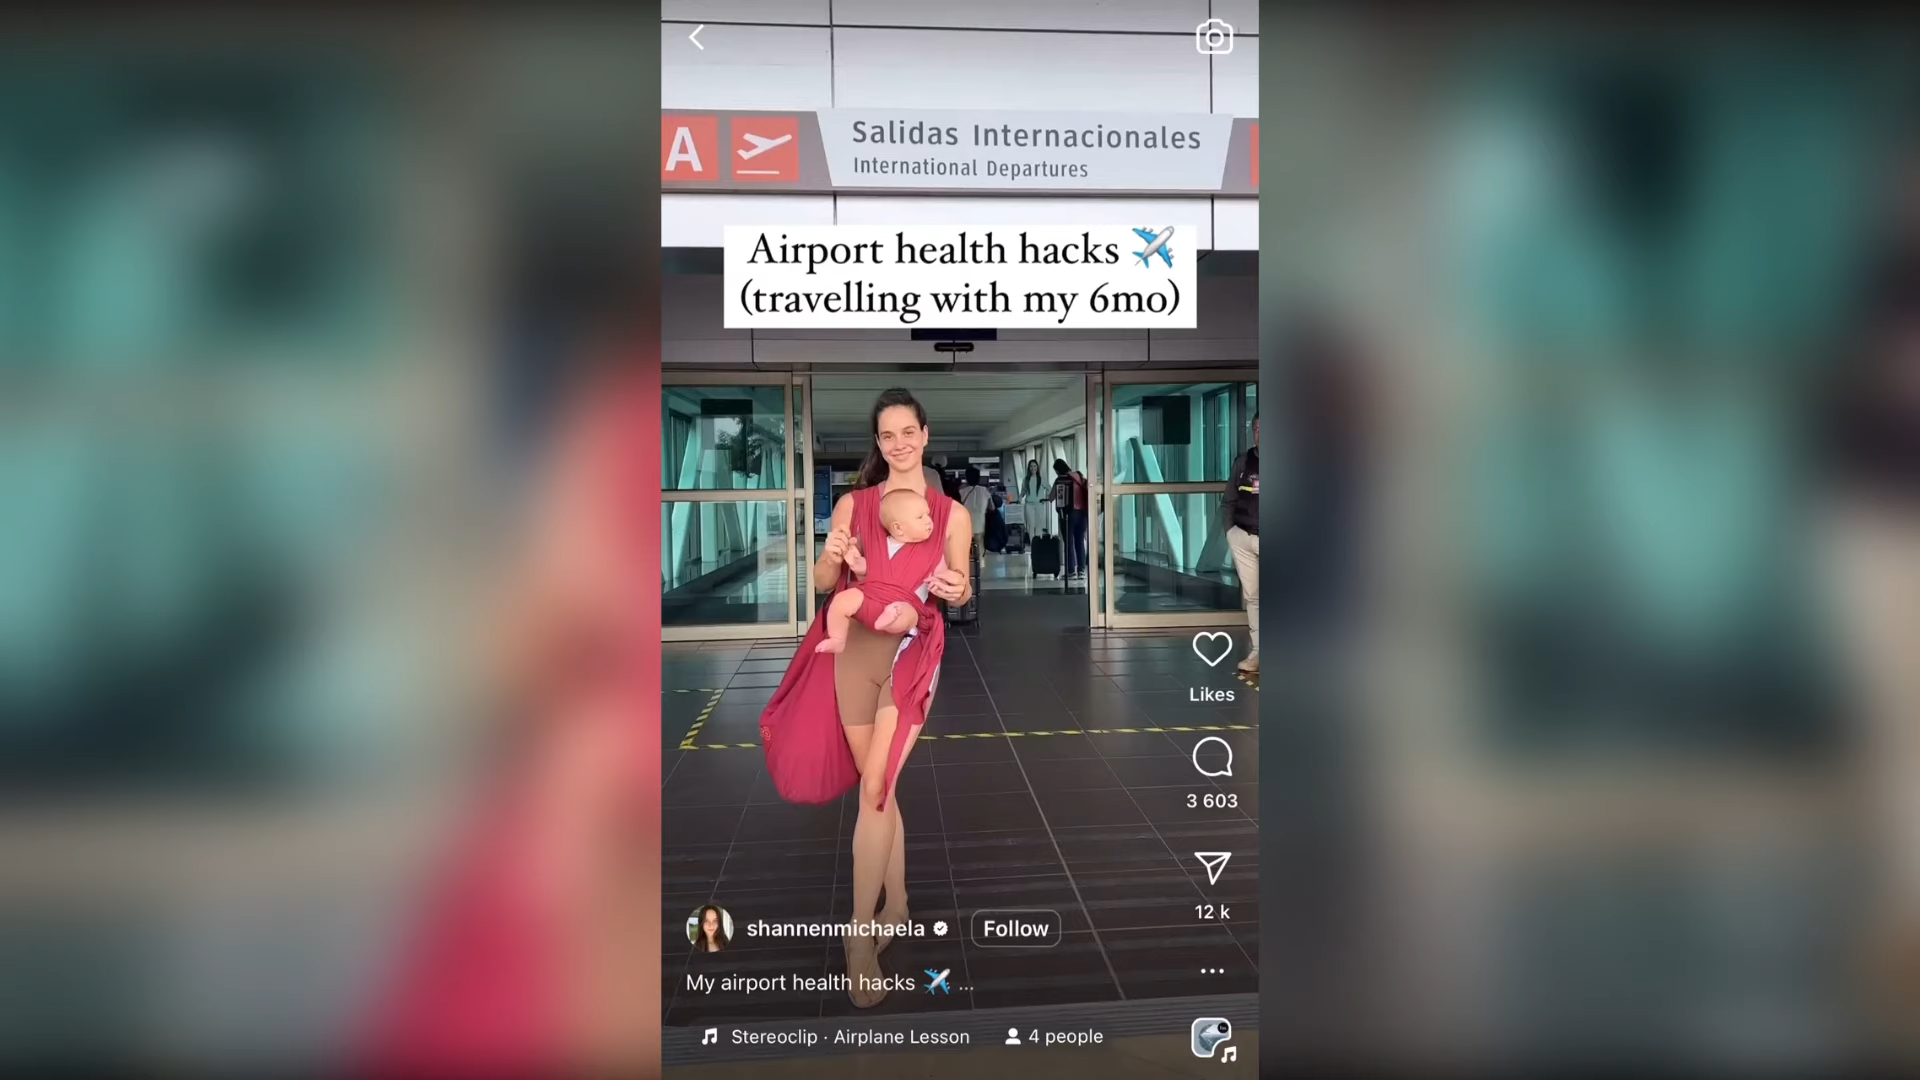 A
Salidas Internacionales
International Departures
Airport health hacks ✈️
(travelling with my 6mo)
Likes
3 603
12 k
shannenmichaela
Follow
My airport health hacks ✈️ ...
Stereoclip · Airplane Lesson
4 people